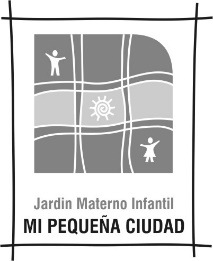 Jardin Materno Infantil
MI PEQUEÑA CIUDAD